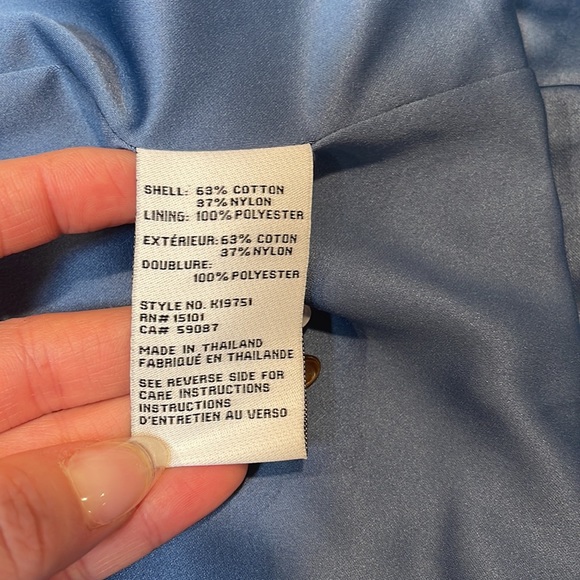 SHELL: 63% COTTON
37% NYLON
LINING: 100% POLYESTER
EXTÉRIEUR: 63% COTON
37% NYLON
DOUBLURE:
100% POLYESTER
STYLE NO. K19751
RN# 15101
CA# 59087
MADE IN THAILAND
FABRIQUÉ EN THAILANDE
SEE REVERSE SIDE FOR
CARE INSTRUCTIONS
INSTRUCTIONS
D'ENTRETIEN AU VERSO